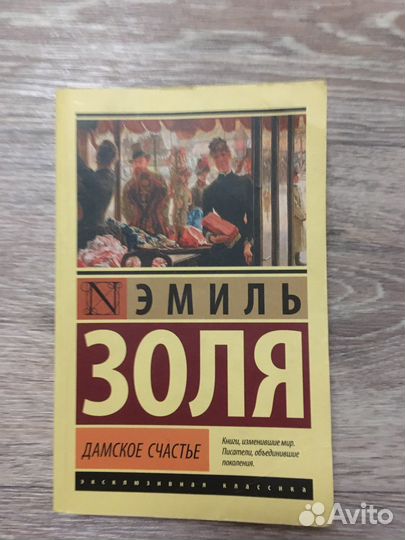 N ЭМИЛЬ
ЗОЛЯ
ДАМСКОЕ СЧАСТЬЕ
Книги, изменившие мир.
Писатели, объединившие
поколения.
эксклюзивная классика
Avito